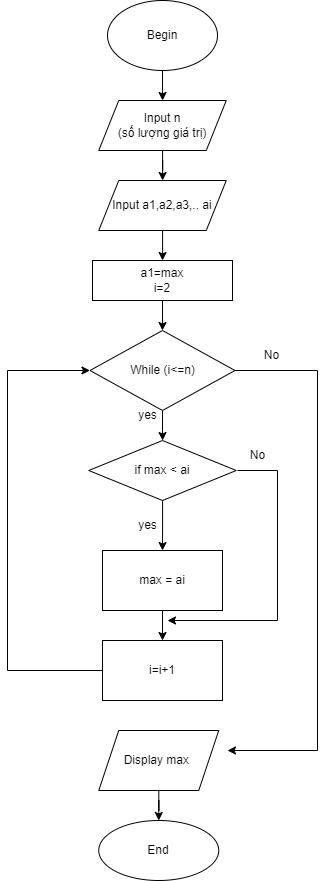 Begin
Input n
(số lượng giá trị)
Input a1,a2,a3,.. ai
a1=max
i=2
While (i<=n)
No
yes
if max < ai
No
yes
max = ai
i=i+1
Display max
End